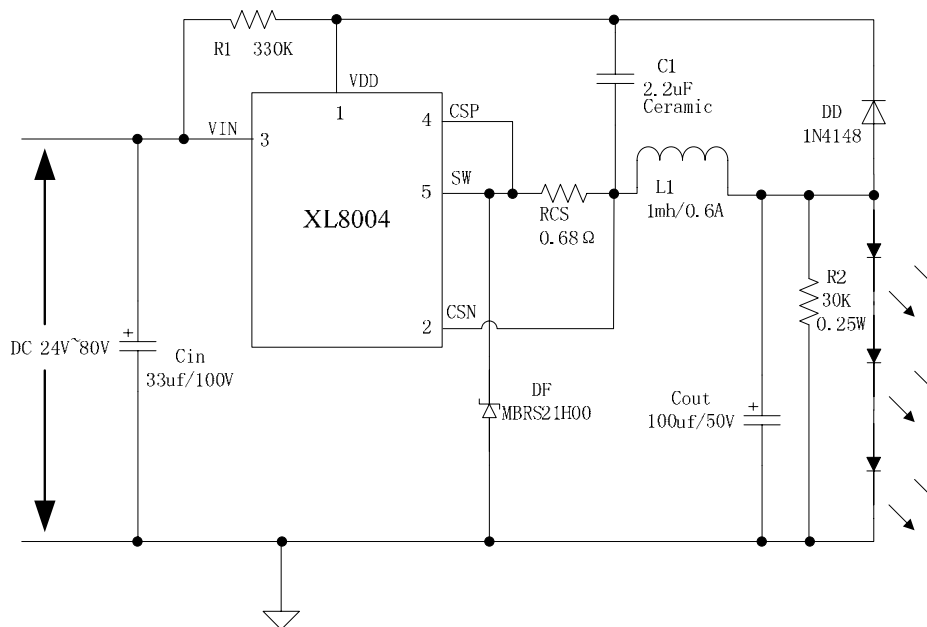 R1 330K
VDD
1
C1
2.2uF
Ceramic
DD
1N4148
VIN
3
CSP
4
SW
5
XL8004
RCS
0.68Ω
L1
1mh/0.6A
CSN
2
R2
30K
0.25W
DC 24V~80V
+
Cin
33uf/100V
DF
MBRS21H00
Cout
100uf/50V
+